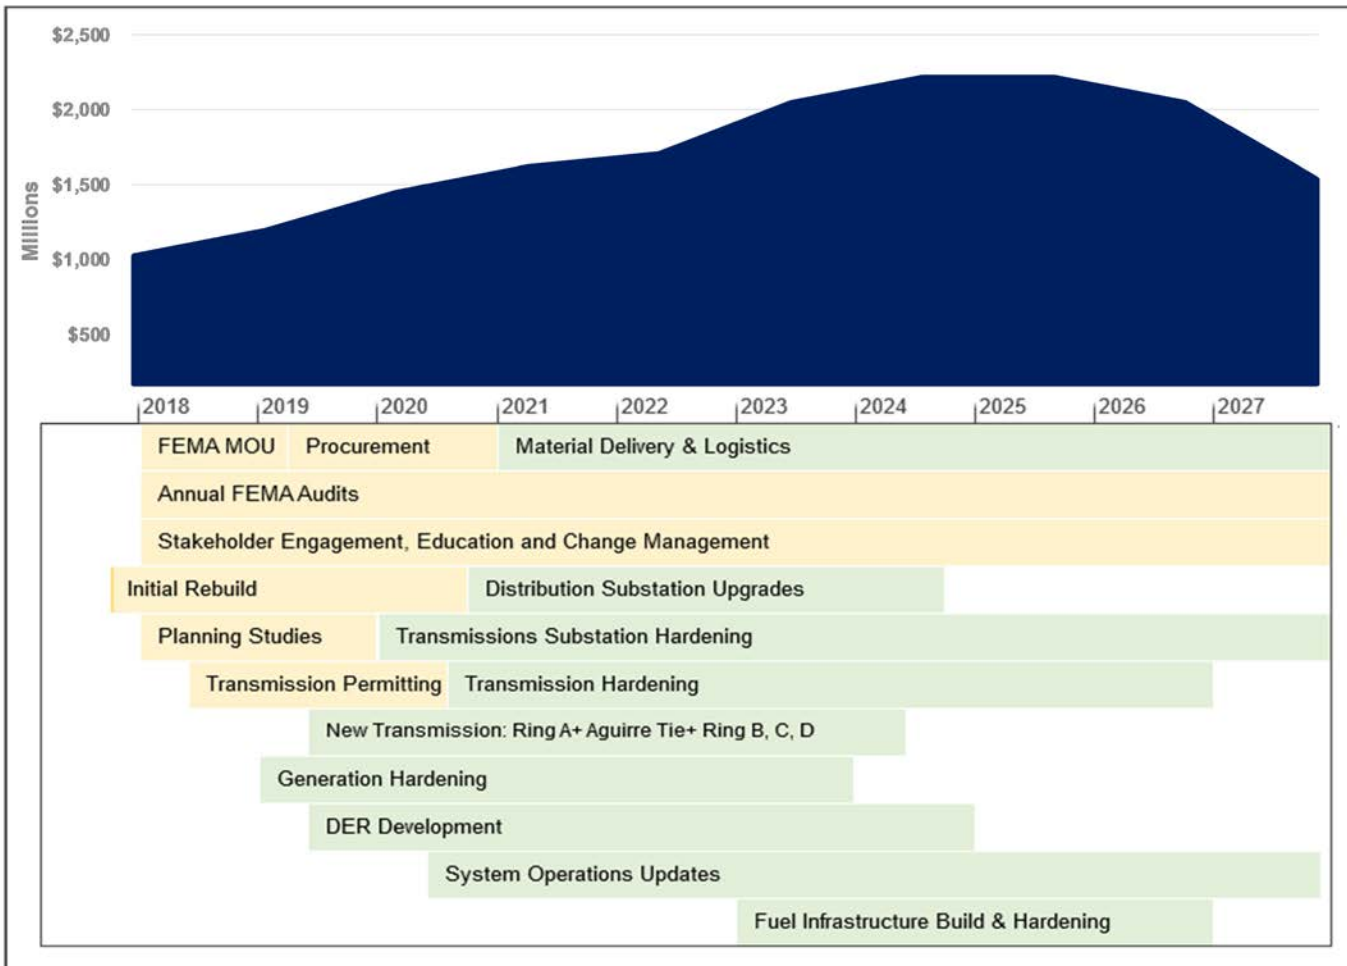 $2,500
$2,000
$1,500
$1,000
$500
Millions
2018 2019 2020 2021 2022 2023 2024 2025 2026 2027
FEMA MOU Procurement Material Delivery & Logistics
Annual FEMA Audits
Stakeholder Engagement, Education and Change Management
Initial Rebuild Distribution Substation Upgrades
Planning Studies Transmissions Substation Hardening
Transmission Permitting Transmission Hardening
New Transmission: Ring A+ Aguirre Tie+ Ring B, C, D
Generation Hardening
DER Development
System Operations Updates
Fuel Infrastructure Build & Hardening